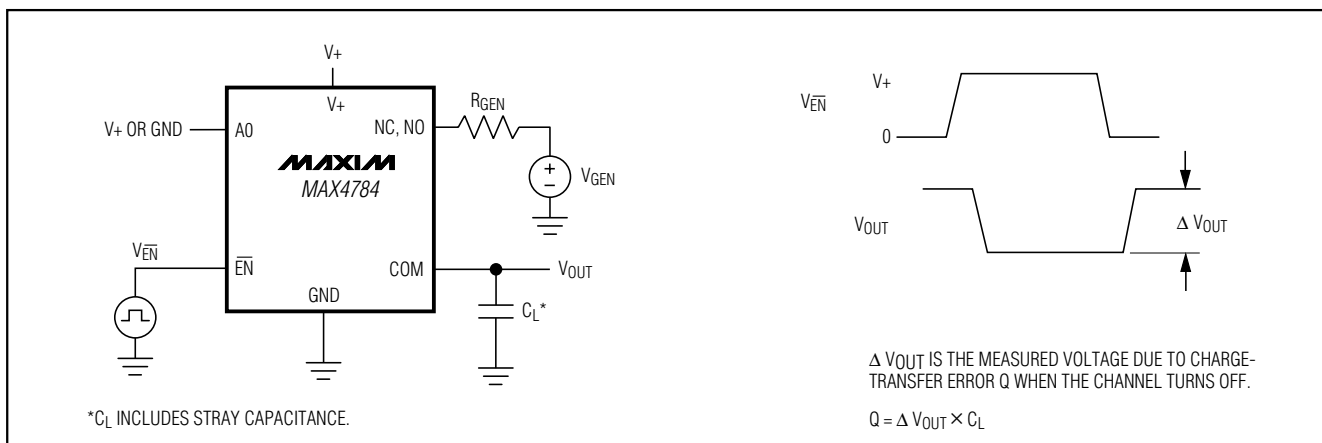 V+
V+
V+ OR GND
A0
NC, NO
RGEN
MAXIM
MAX4784
VGEN
VEN
EN
COM
VOUT
GND
CL*
*CL INCLUDES STRAY CAPACITANCE.
V+
VEN
0
VOUT
Δ VOUT
Δ VOUT IS THE MEASURED VOLTAGE DUE TO CHARGE-
TRANSFER ERROR Q WHEN THE CHANNEL TURNS OFF.
Q = Δ VOUT × CL